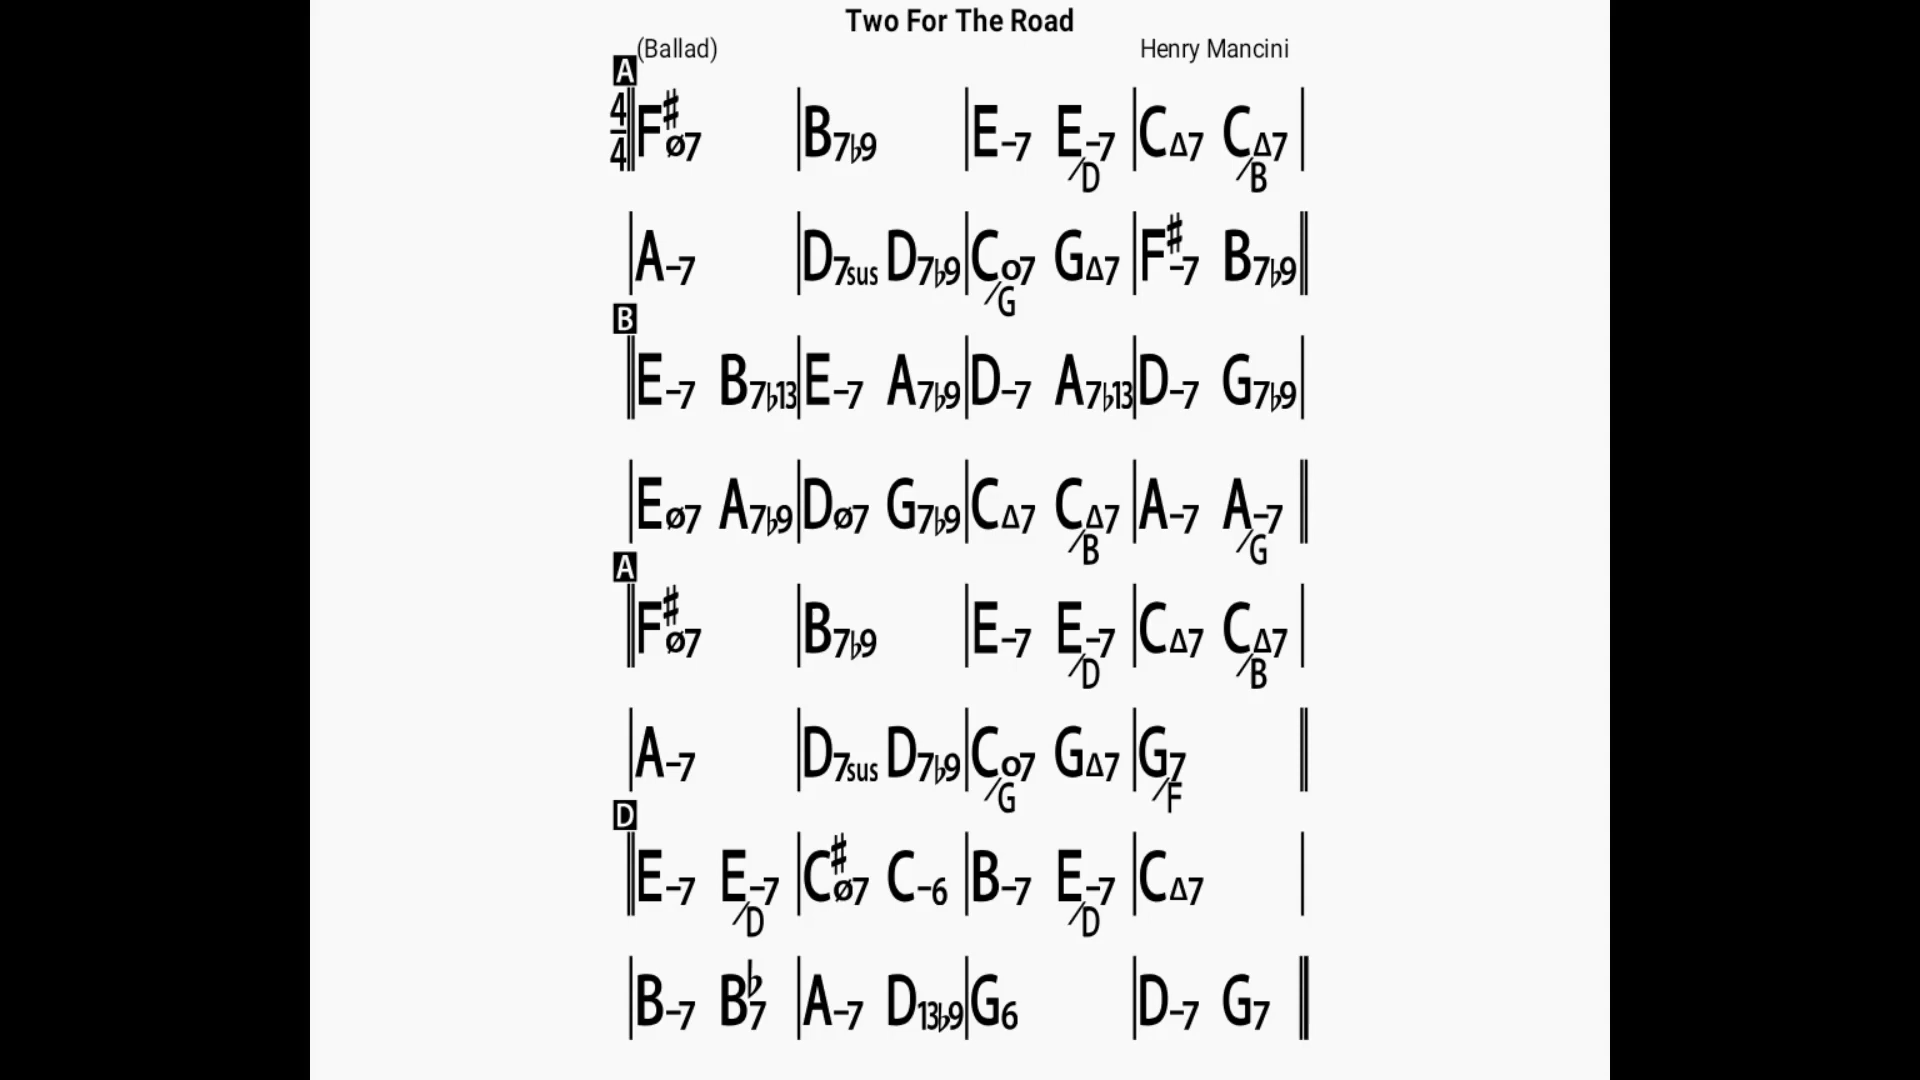 Two For The Road
(Ballad) Henry Mancini
A
4/4 F#ø7 B7♭9 E-7 E-7/D CΔ7 CΔ7/B
A-7 D7sus D7♭9 Co7/G GΔ7 F#-7 B7♭9
B
E-7 B7♭13 E-7 A7♭9 D-7 A7♭13 D-7 G7♭9
Eø7 A7♭9 Dø7 G7♭9 CΔ7 CΔ7/B A-7 A-7/G
A
F#ø7 B7♭9 E-7 E-7/D CΔ7 CΔ7/B
A-7 D7sus D7♭9 Co7/G GΔ7 G7/F
D
E-7 E-7/D C#ø7 C-6 B-7 E-7/D CΔ7
B-7 B♭7 A-7 D13♭9 G6 D-7 G7